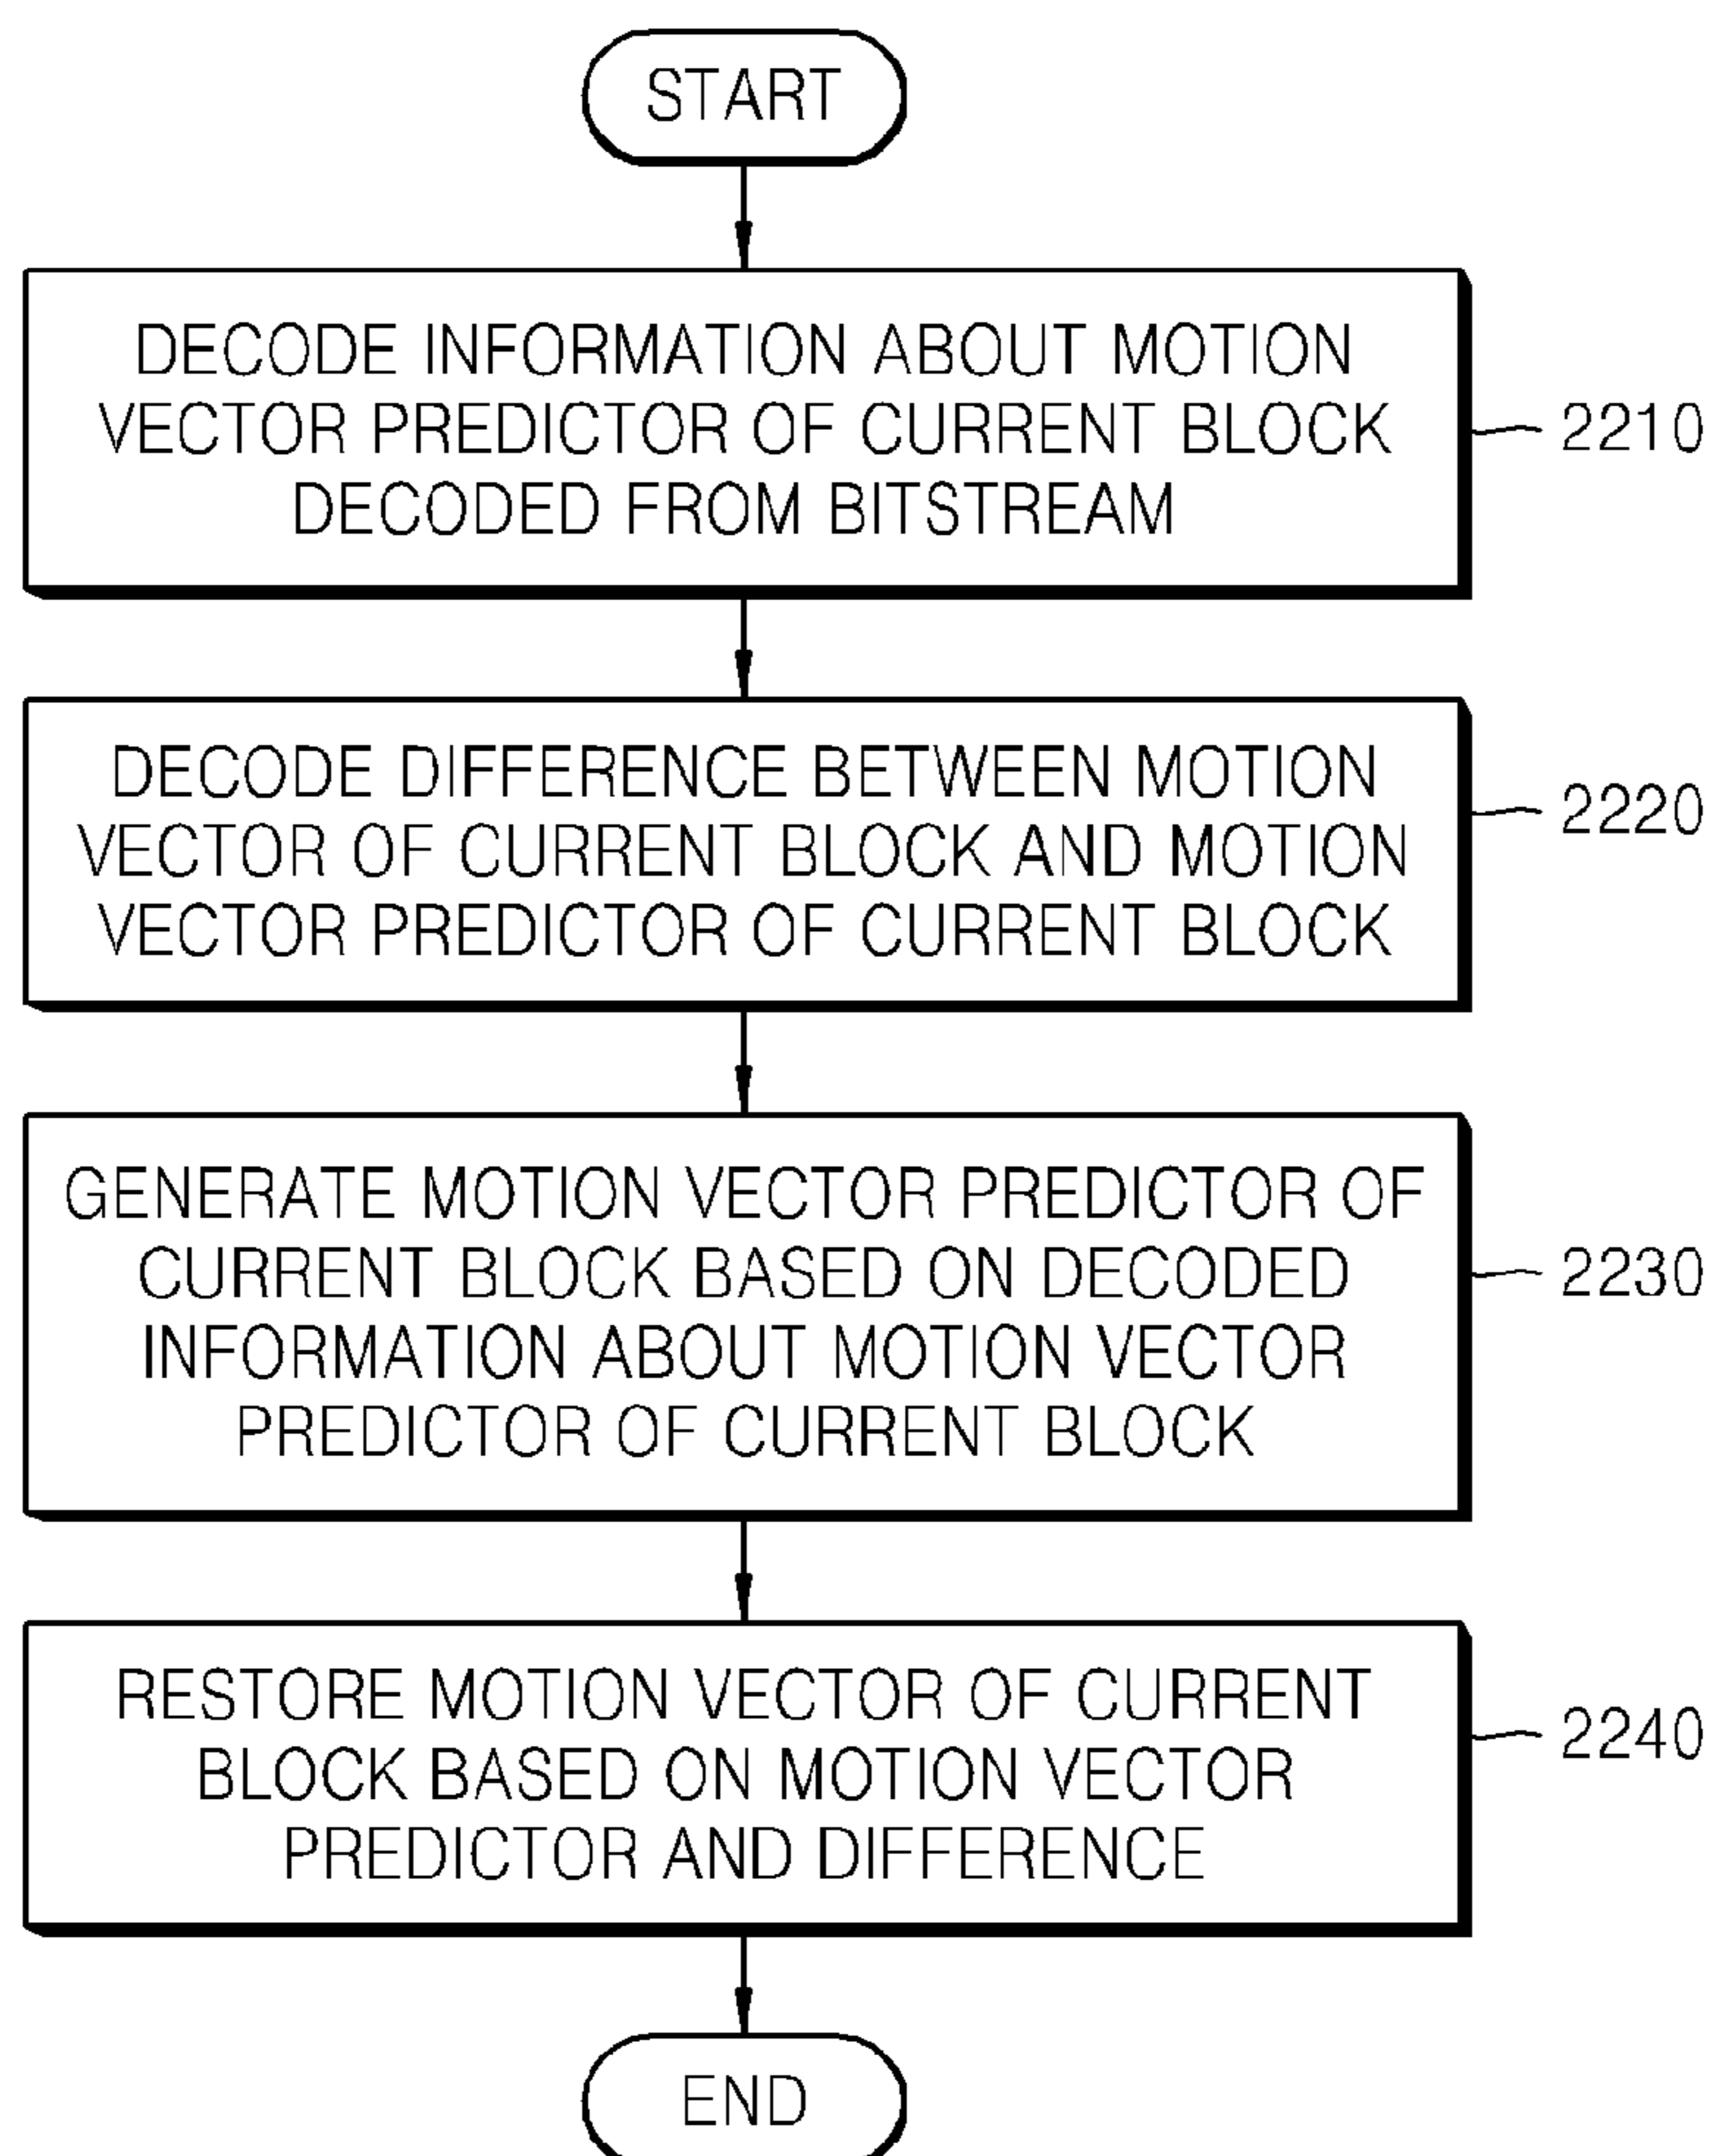 START
DECODE INFORMATION ABOUT MOTION
VECTOR PREDICTOR OF CURRENT BLOCK
DECODED FROM BITSTREAM
2210
DECODE DIFFERENCE BETWEEN MOTION
VECTOR OF CURRENT BLOCK AND MOTION
VECTOR PREDICTOR OF CURRENT BLOCK
2220
GENERATE MOTION VECTOR PREDICTOR OF
CURRENT BLOCK BASED ON DECODED
INFORMATION ABOUT MOTION VECTOR
PREDICTOR OF CURRENT BLOCK
2230
RESTORE MOTION VECTOR OF CURRENT
BLOCK BASED ON MOTION VECTOR
PREDICTOR AND DIFFERENCE
2240
END